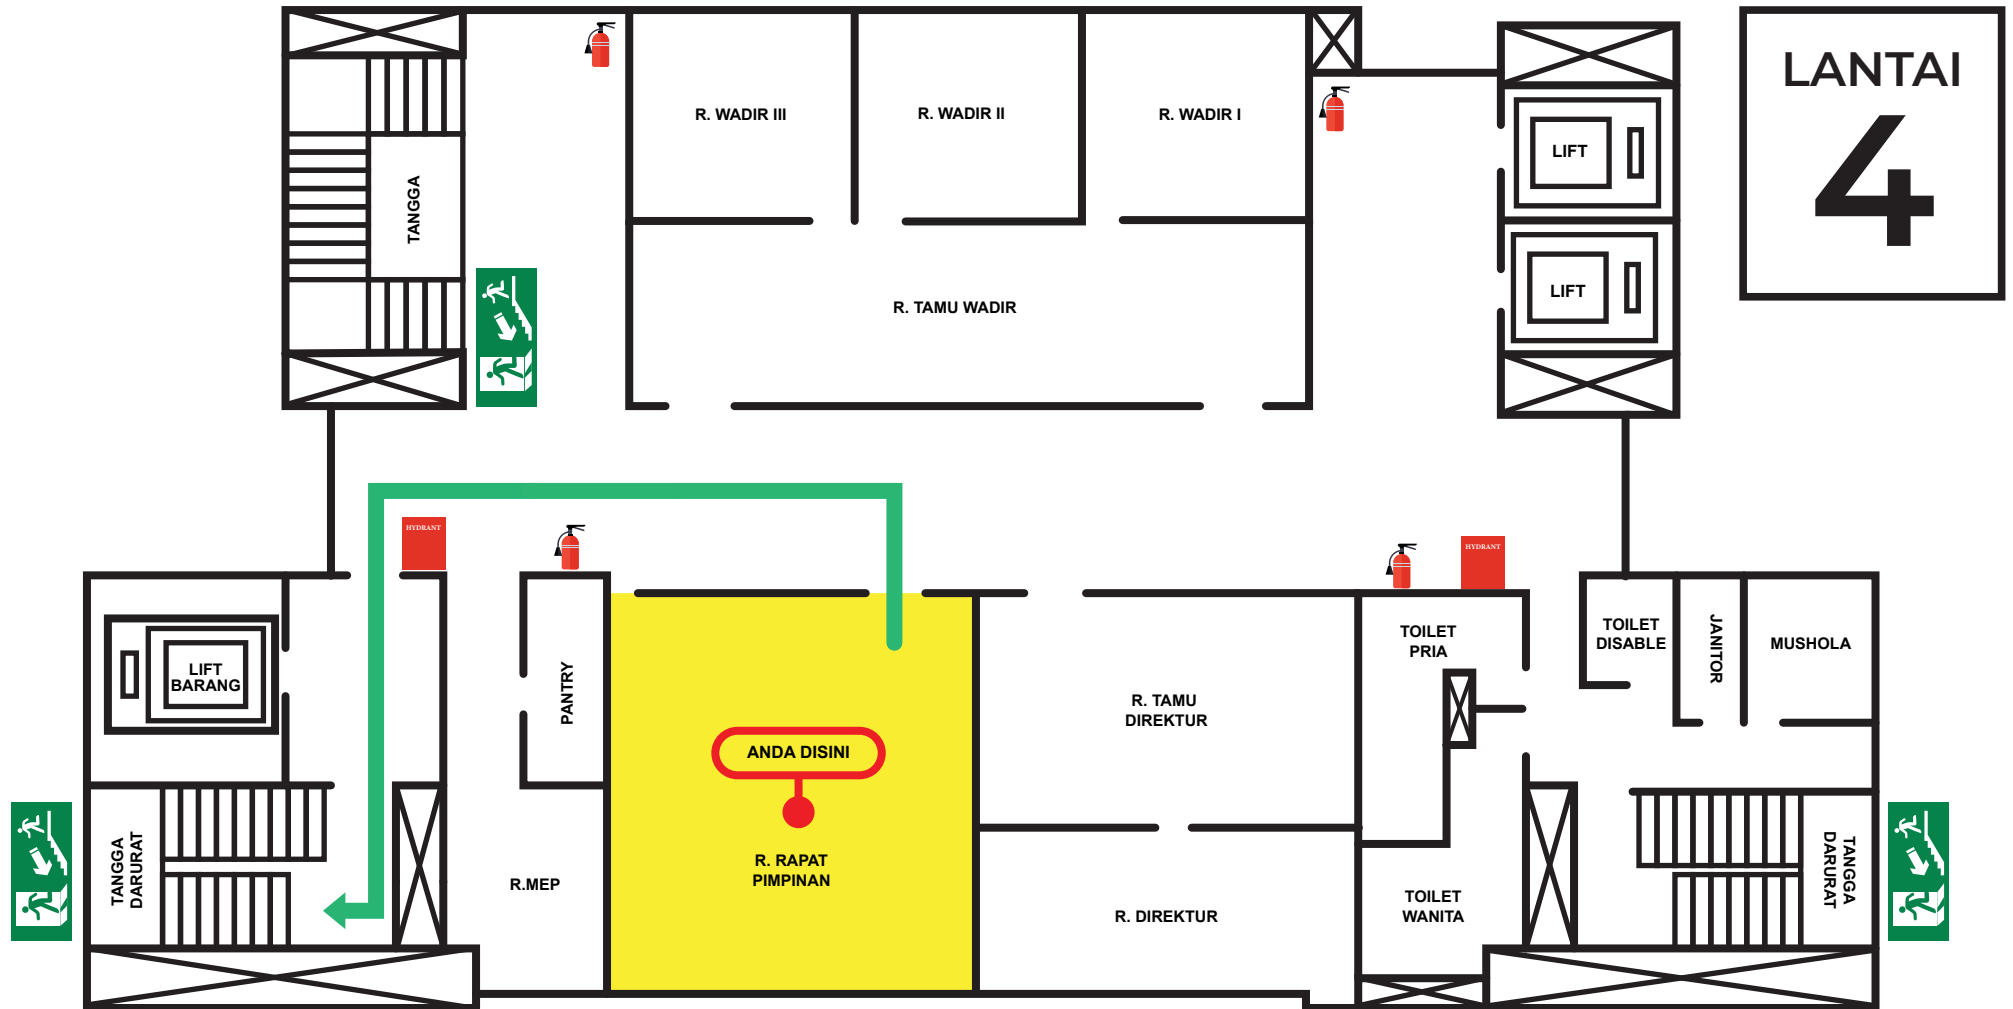 LANTAI
4
R. WADIR III
R. WADIR II
R. WADIR I
LIFT
TANGGA
R. TAMU WADIR
LIFT
HYDRANT
HYDRANT
LIFT
BARANG
PANTRY
TOILET
PRIA
TOILET
DISABLE
JANITOR
MUSHOLA
R. TAMU
DIREKTUR
ANDA DISINI
TANGGA
DARURAT
R.MEP
R. RAPAT
PIMPINAN
R. DIREKTUR
TOILET
WANITA
TANGGA
DARURAT